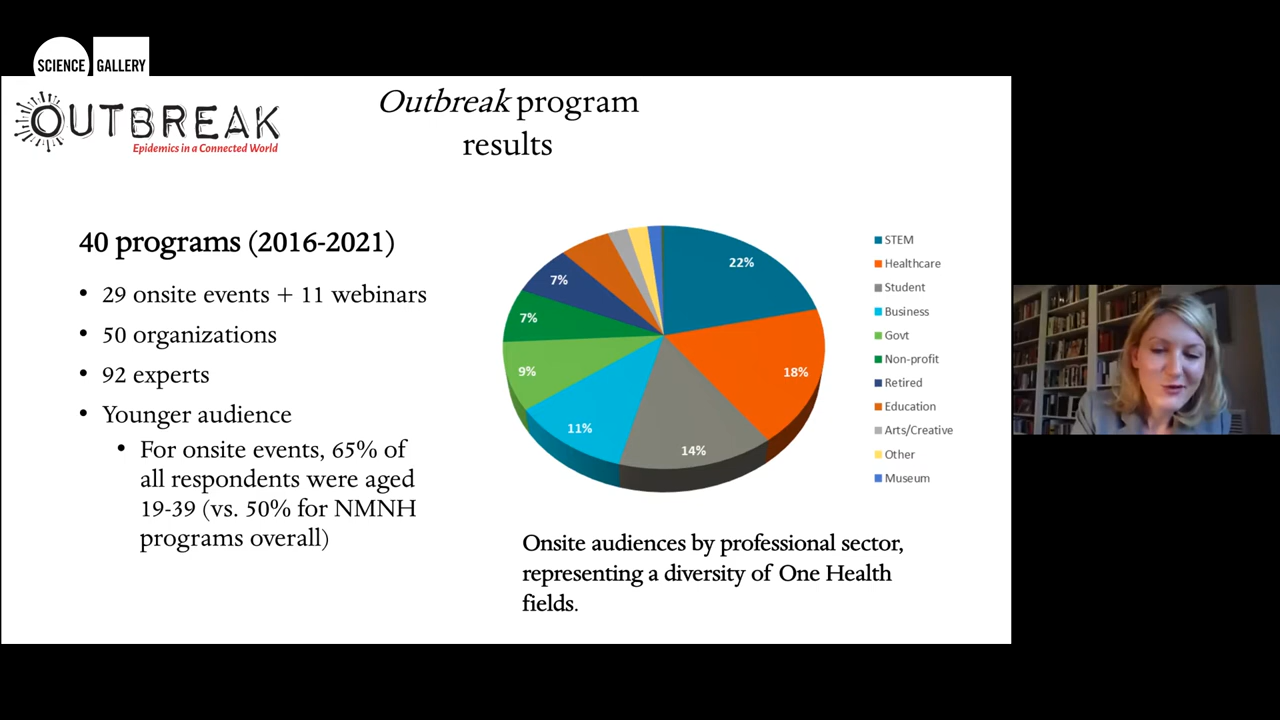 SCIENCE GALLERY
OUTBREAK
Epidemics in a Connected World
Outbreak program
results
40 programs (2016-2021)
• 29 onsite events + 11 webinars
• 50 organizations
• 92 experts
• Younger audience
• For onsite events, 65% of
all respondents were aged
19-39 (vs. 50% for NMNH
programs overall)
22%
18%
14%
11%
9%
7%
7%
STEM
Healthcare
Student
Business
Govt
Non-profit
Retired
Education
Arts/Creative
Other
Museum
Onsite audiences by professional sector,
representing a diversity of One Health
fields.